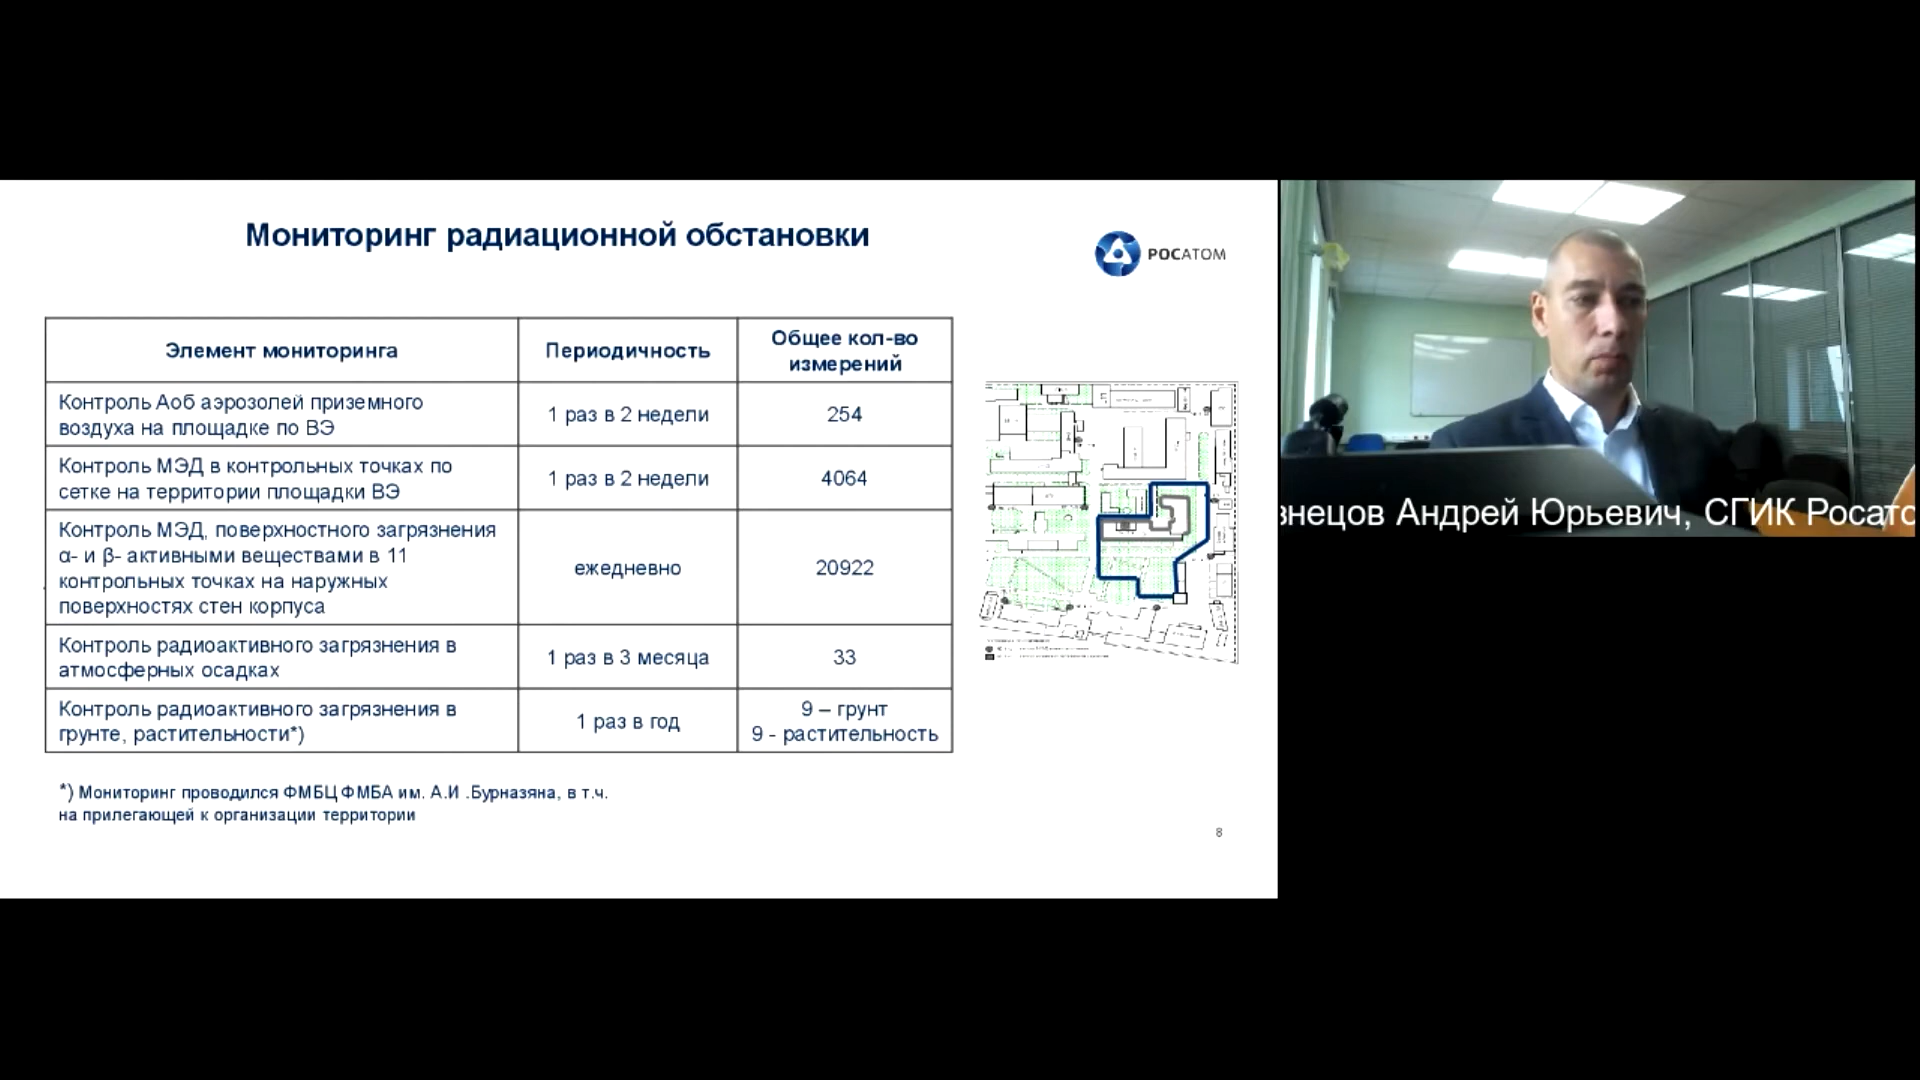 Мониторинг радиационной обстановки
РОСАТОМ
Элемент мониторинга
Периодичность
Общее кол-во
измерений
Контроль Аоб аэрозолей приземного
воздуха на площадке по ВЭ
1 раз в 2 недели
254
Контроль МЭД в контрольных точках по
сетке на территории площадки ВЭ
1 раз в 2 недели
4064
Контроль МЭД, поверхностного загрязнения
α- и β- активными веществами в 11
контрольных точках на наружных
поверхностях стен корпуса
ежедневно
20922
Контроль радиоактивного загрязнения в
атмосферных осадках
1 раз в 3 месяца
33
Контроль радиоактивного загрязнения в
грунте, растительности*)
1 раз в год
9 – грунт
9 - растительность
*) Мониторинг проводился ФМБЦ ФМБА им. А.И .Бурназяна, в т.ч.
на прилегающей к организации территории
8
знецов Андрей Юрьевич, СГИК Росато